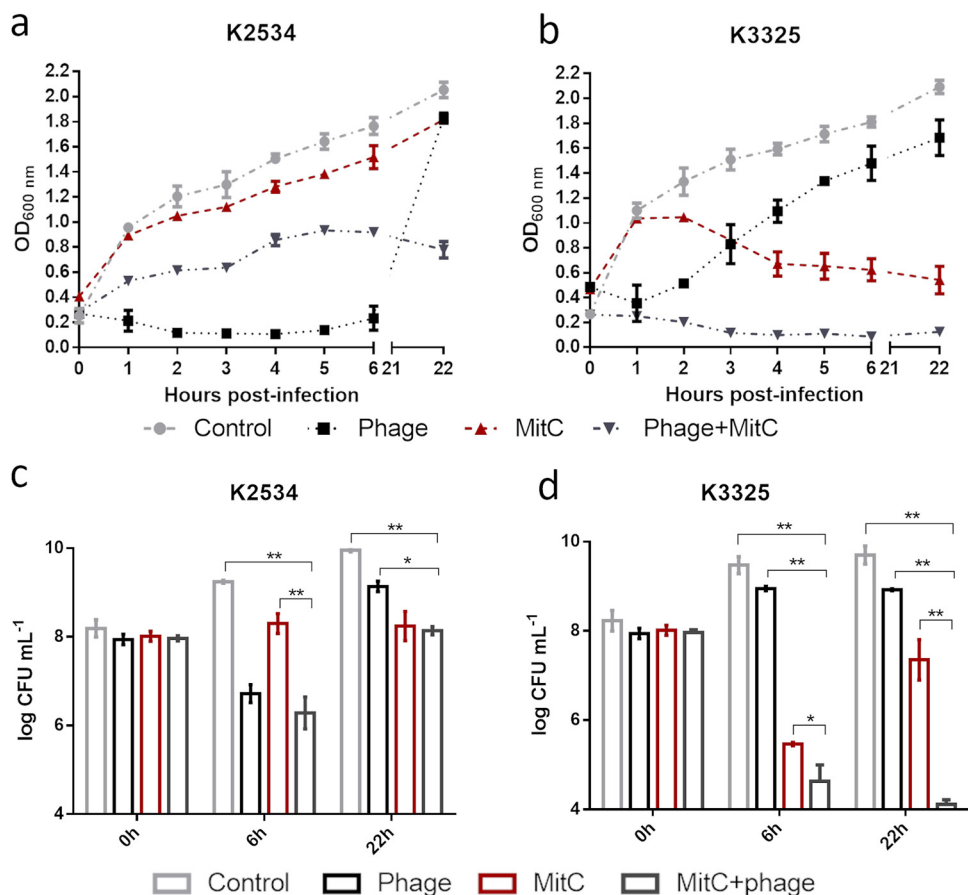 a
K2534
b
K3325
2.2
2.0
1.8
1.6
1.4
1.2
1.0
0.8
0.6
0.4
0.2
0.0
OD600 nm
0 1 2 3 4 5 6 21 22
Hours post-infection
2.2
2.0
1.8
1.6
1.4
1.2
1.0
0.8
0.6
0.4
0.2
0.0
OD600 nm
0 1 2 3 4 5 6 21 22
Hours post-infection
Control Phage MitC Phage+MitC
c
K2534
d
K3325
10
8
6
4
log CFU mL-1
**
**
**
*
0h 6h 22h
10
8
6
4
log CFU mL-1
**
**
*
**
**
**
0h 6h 22h
Control Phage MitC MitC+phage